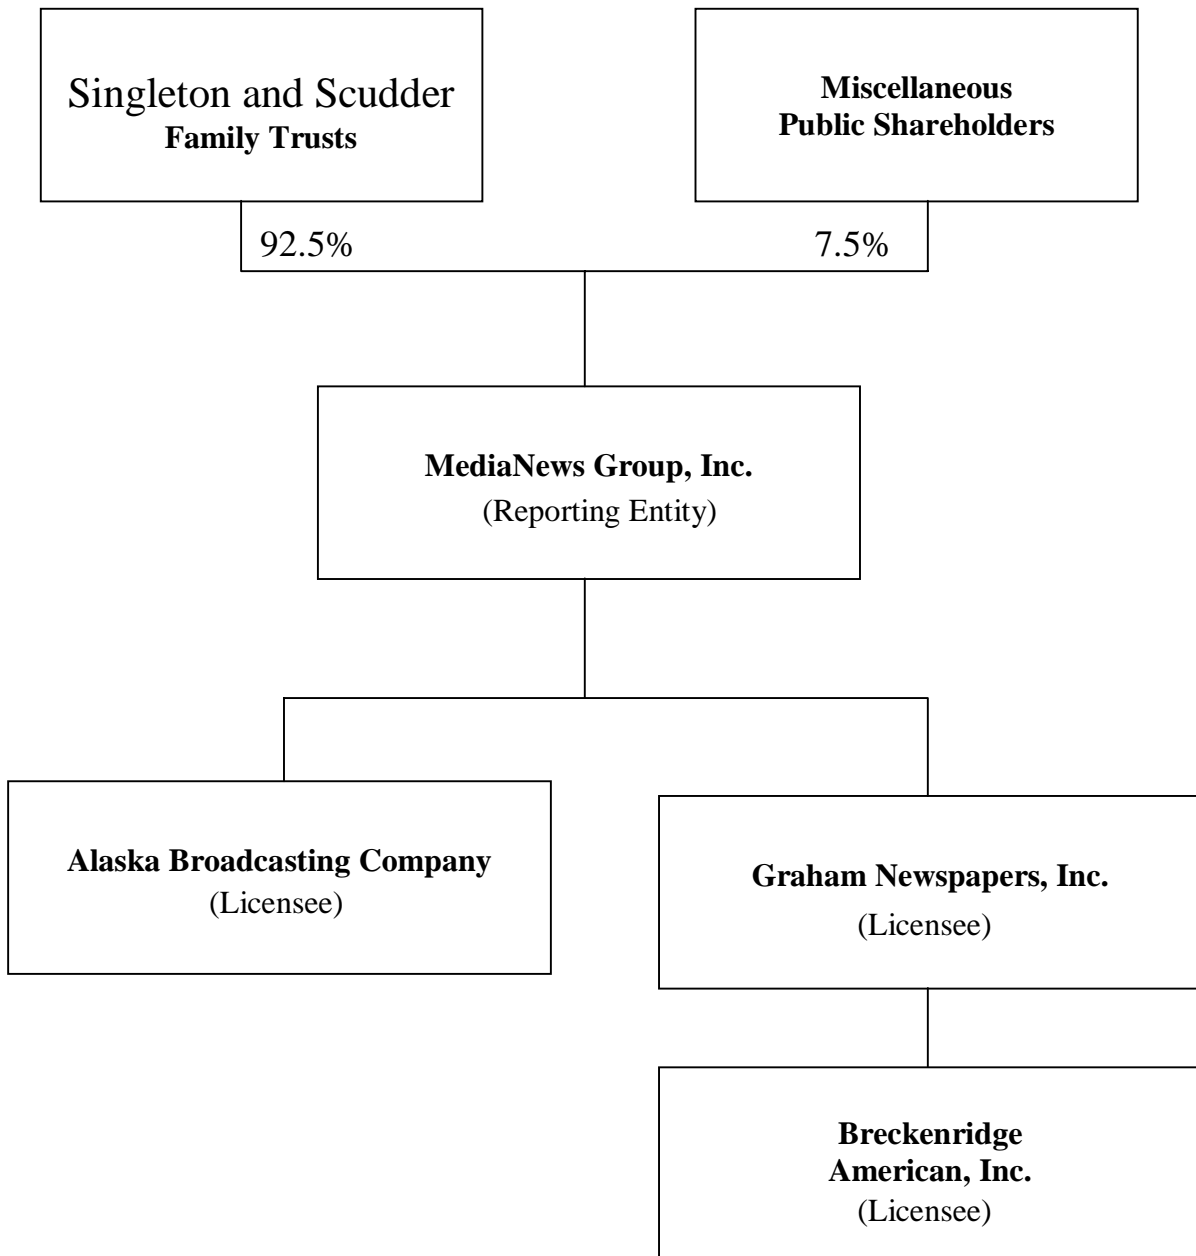 Singleton and Scudder
Family Trusts
Miscellaneous
Public Shareholders
92.5%
7.5%
MediaNews Group, Inc.
(Reporting Entity)
Alaska Broadcasting Company
(Licensee)
Graham Newspapers, Inc.
(Licensee)
Breckenridge
American, Inc.
(Licensee)